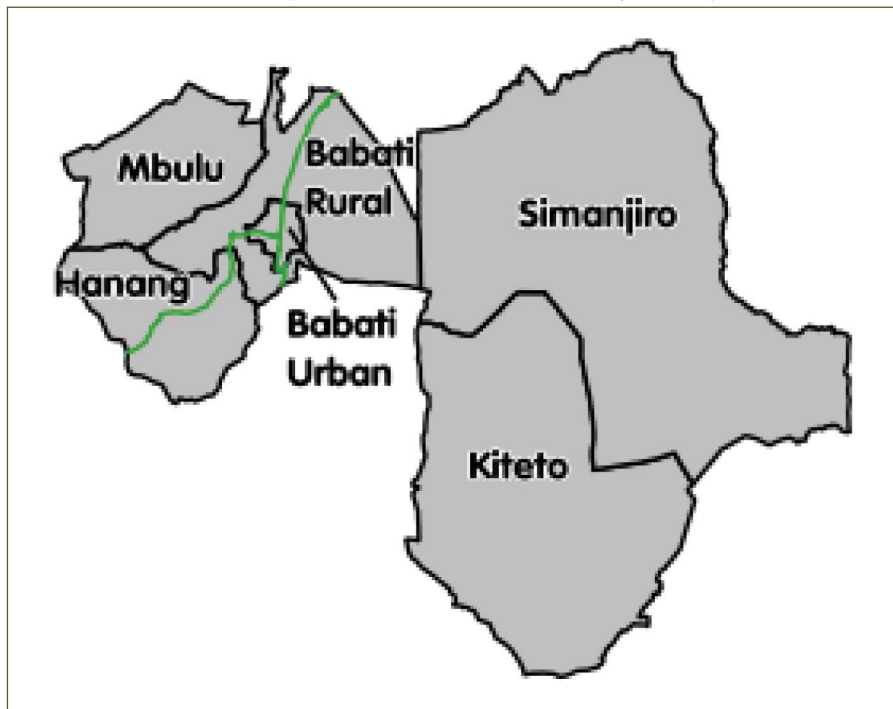 Mbulu
Babati
Rural
Simanjiro
Hanang
Babati
Urban
Kiteto